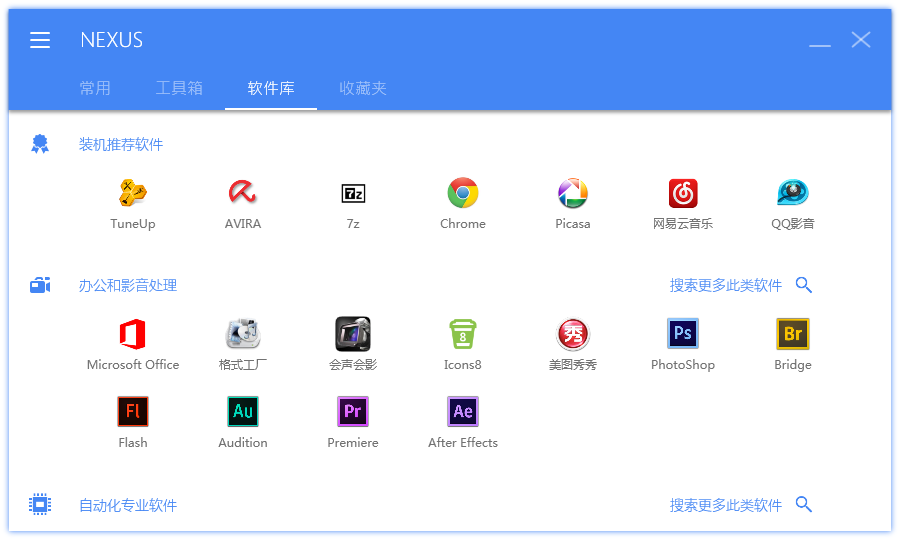 NEXUS
常用 工具箱 软件库 收藏夹
装机推荐软件
7z
TuneUp AVIRA 7z Chrome Picasa 网易云音乐 QQ影音
办公和影音处理 搜索更多此类软件
8 秀 Ps Br
Microsoft Office 格式工厂 会声会影 Icons8 美图秀秀 PhotoShop Bridge
Fl Au Pr Ae
Flash Audition Premiere After Effects
自动化专业软件 搜索更多此类软件